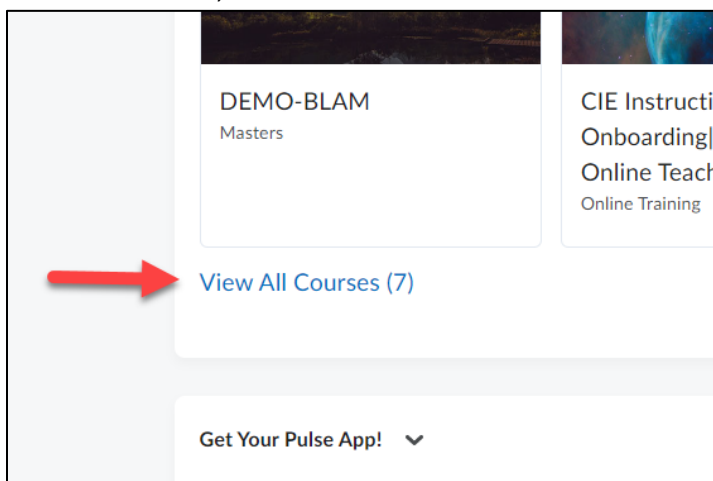 DEMO-BLAM
Masters
CIE Instructi
Onboarding|
Online Teach
Online Training
View All Courses (7)
Get Your Pulse App!